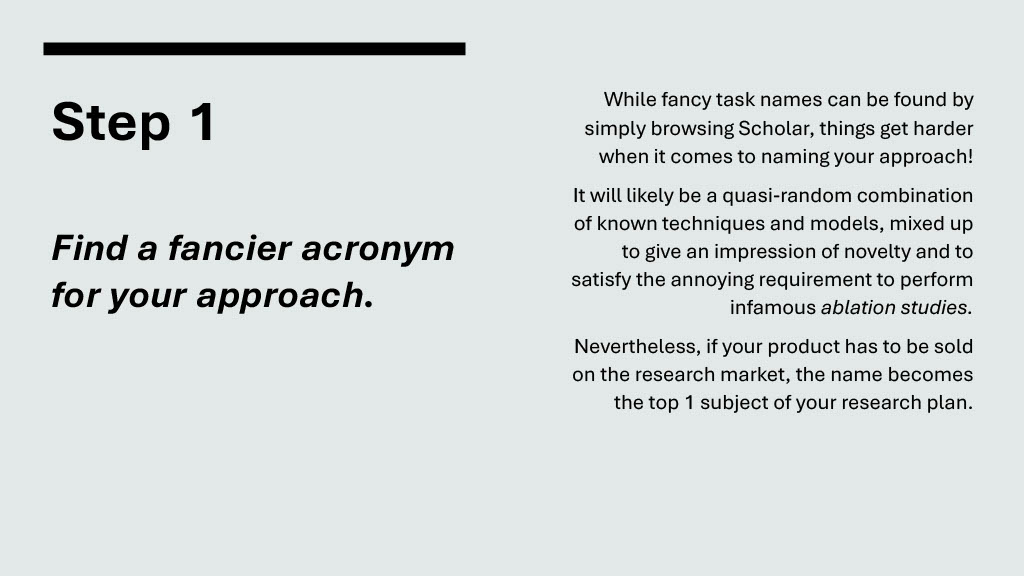 Step 1
Find a fancier acronym
for your approach.
While fancy task names can be found by
simply browsing Scholar, things get harder
when it comes to naming your approach!
It will likely be a quasi-random combination
of known techniques and models, mixed up
to give an impression of novelty and to
satisfy the annoying requirement to perform
infamous ablation studies.
Nevertheless, if your product has to be sold
on the research market, the name becomes
the top 1 subject of your research plan.